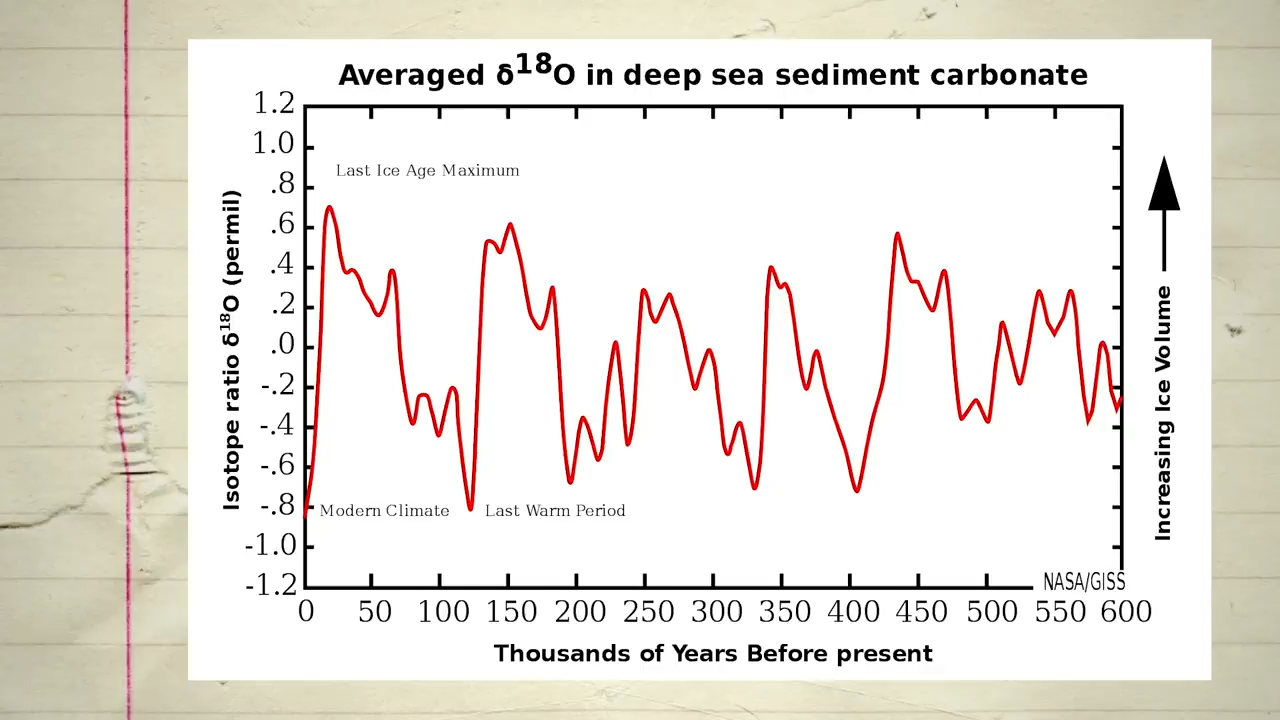 Averaged δ18O in deep sea sediment carbonate
1.2
1.0
.8
.6
.4
.2
.0
-.2
-.4
-.6
-.8
-1.0
-1.2
Isotope ratio δ18O (permil)
Last Ice Age Maximum
Modern Climate
Last Warm Period
Increasing Ice Volume
NASA/GISS
0 50 100 150 200 250 300 350 400 450 500 550 600
Thousands of Years Before present